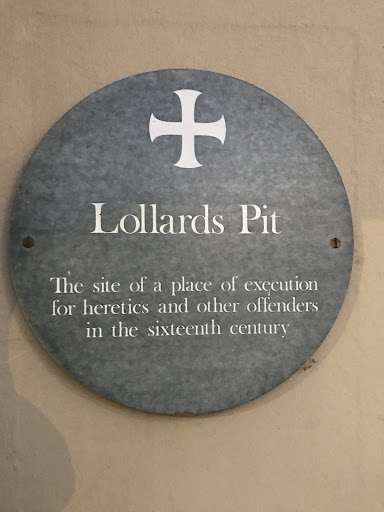 Lollards Pit
The site of a place of execution
for heretics and other offenders
in the sixteenth century